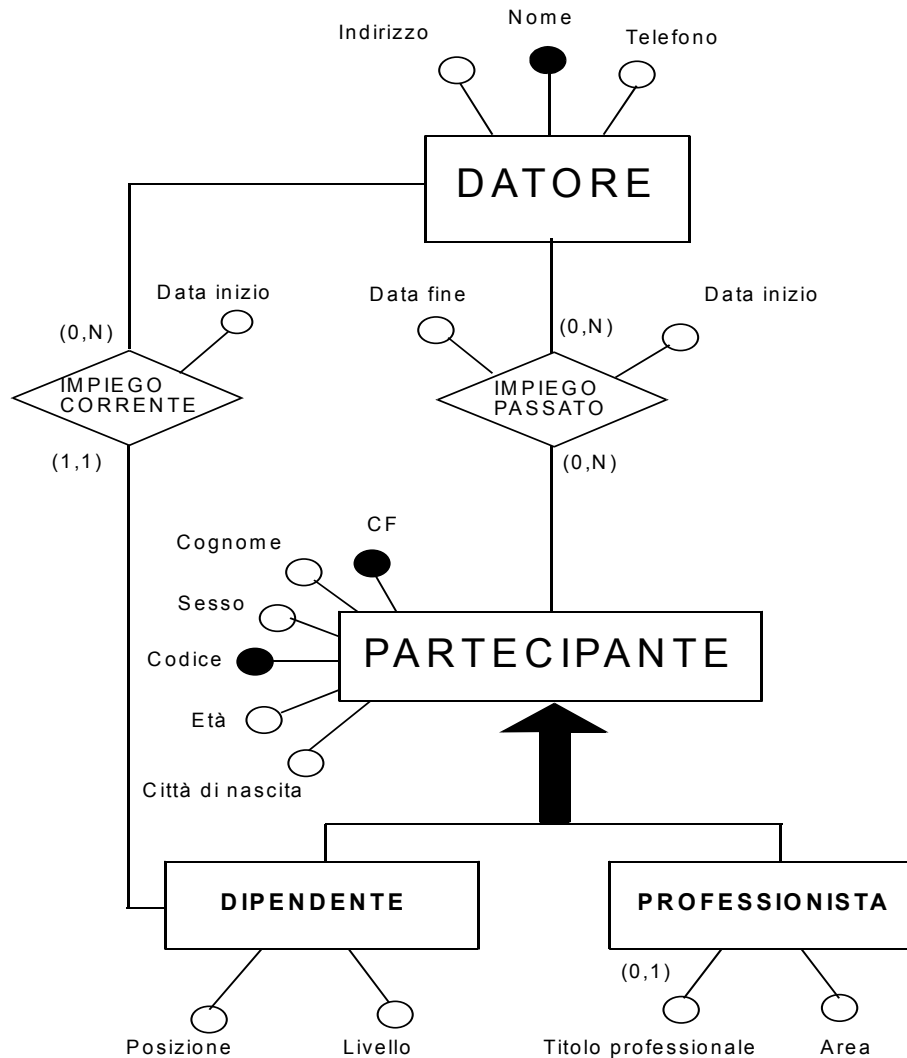 Nome
Indirizzo
Telefono
DATORE
Data inizio
Data fine
Data inizio
(0,N)
(0,N)
IMPIEGO
CORRENTE
IMPIEGO
PASSATO
(1,1)
(0,N)
CF
Cognome
Sesso
PARTECIPANTE
Codice
Età
Città di nascita
DIPENDENTE
PROFESSIONISTA
(0,1)
Posizione
Livello
Titolo professionale
Area